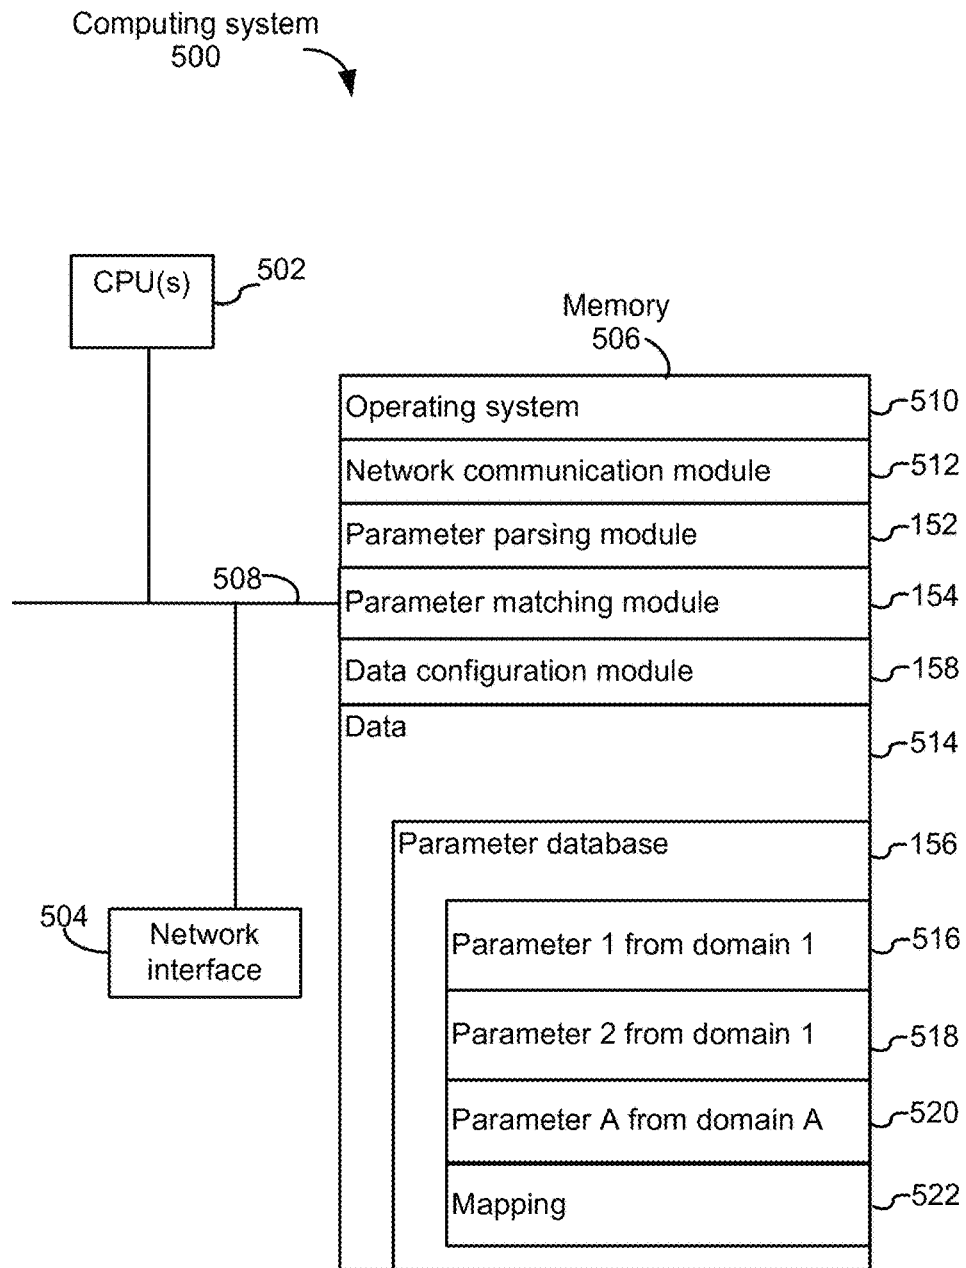 Computing system
500
CPU(s)
502
Memory
506
Operating system
510
Network communication module
512
Parameter parsing module
152
508
Parameter matching module
154
Data configuration module
158
Data
514
Parameter database
156
504
Network
interface
Parameter 1 from domain 1
516
Parameter 2 from domain 1
518
Parameter A from domain A
520
Mapping
522